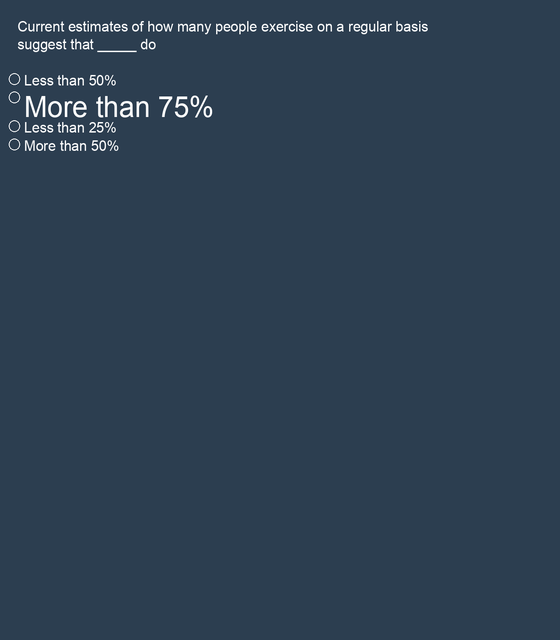 Current estimates of how many people exercise on a regular basis
suggest that _____ do
Less than 50%
More than 75%
Less than 25%
More than 50%